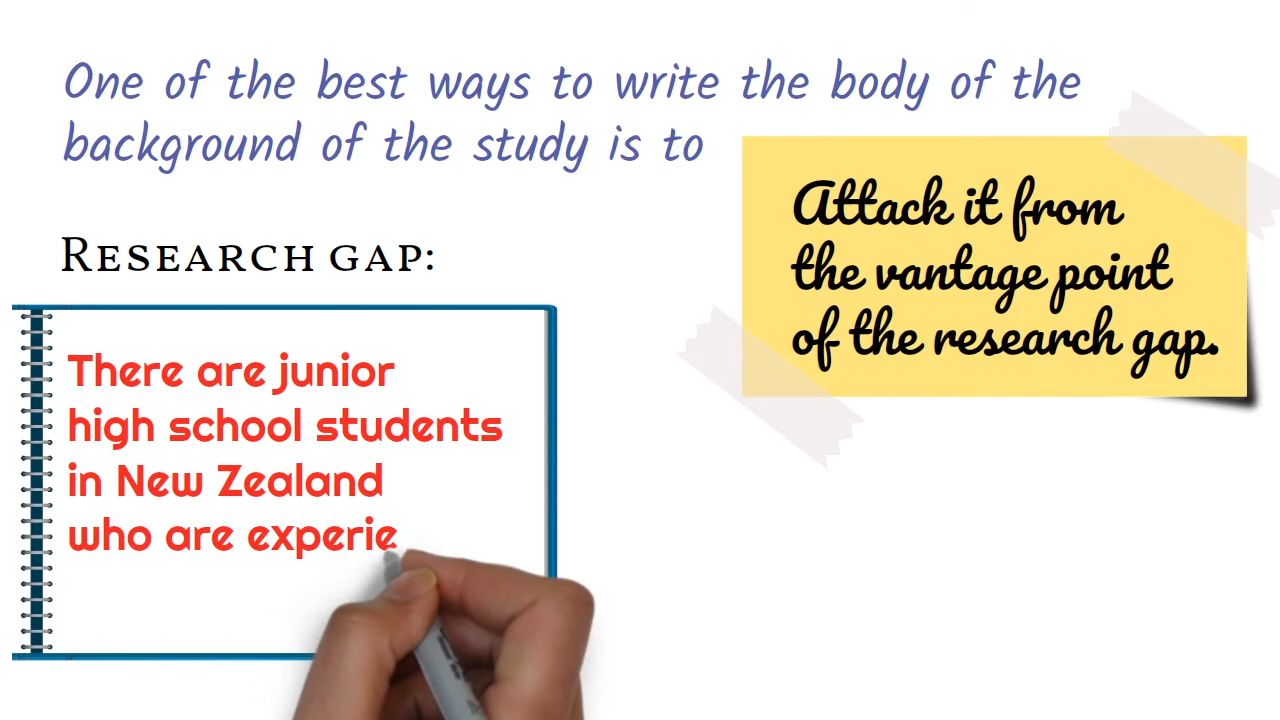 One of the best ways to write the body of the
background of the study is to
Attack it from
the vantage point
of the research gap.
RESEARCH GAP:
There are junior
high school students
in New Zealand
who are experie